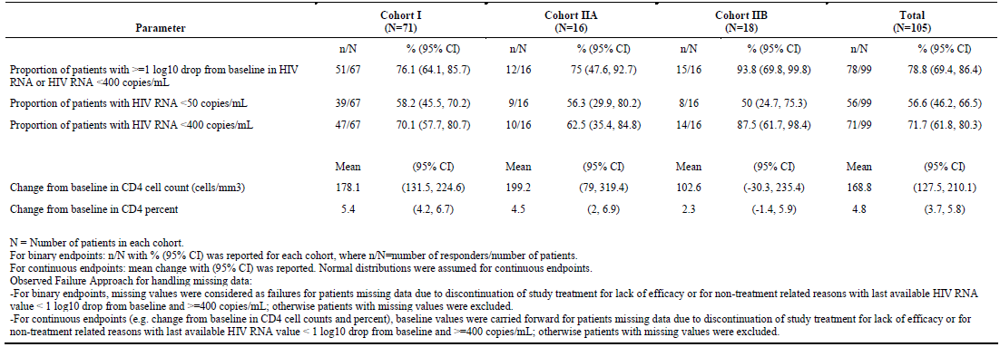 Parameter Cohort I (N=71) Cohort IIA (N=16) Cohort IIB (N=18) Total (N=105)
n/N % (95% CI) n/N % (95% CI) n/N % (95% CI) n/N % (95% CI)
Proportion of patients with >=1 log10 drop from baseline in HIV RNA or HIV RNA <400 copies/mL 51/67 76.1 (64.1, 85.7) 12/16 75 (47.6, 92.7) 15/16 93.8 (69.8, 99.8) 78/99 78.8 (69.4, 86.4)
Proportion of patients with HIV RNA <50 copies/mL 39/67 58.2 (45.5, 70.2) 9/16 56.3 (29.9, 80.2) 8/16 50 (24.7, 75.3) 56/99 56.6 (46.2, 66.5)
Proportion of patients with HIV RNA <400 copies/mL 47/67 70.1 (57.7, 80.7) 10/16 62.5 (35.4, 84.8) 14/16 87.5 (61.7, 98.4) 71/99 71.7 (61.8, 80.3)
Mean (95% CI) Mean (95% CI) Mean (95% CI) Mean (95% CI)
Change from baseline in CD4 cell count (cells/mm3) 178.1 (131.5, 224.6) 199.2 (79, 319.4) 102.6 (-30.3, 235.4) 168.8 (127.5, 210.1)
Change from baseline in CD4 percent 5.4 (4.2, 6.7) 4.5 (2, 6.9) 2.3 (-1.4, 5.9) 4.8 (3.7, 5.8)
N = Number of patients in each cohort.
For binary endpoints: n/N with % (95% CI) was reported for each cohort, where n/N=number of responders/number of patients.
For continuous endpoints: mean change with (95% CI) was reported. Normal distributions were assumed for continuous endpoints.
Observed Failure Approach for handling missing data:
-For binary endpoints, missing values were considered as failures for patients missing data due to discontinuation of study treatment for lack of efficacy or for non-treatment related reasons with last available HIV RNA
value < 1 log10 drop from baseline and >=400 copies/mL; otherwise patients with missing values were excluded.
-For continuous endpoints (e.g. change from baseline in CD4 cell counts and percent), baseline values were carried forward for patients missing data due to discontinuation of study treatment for lack of efficacy or for
non-treatment related reasons with last available HIV RNA value < 1 log10 drop from baseline and >=400 copies/mL; otherwise patients with missing values were excluded.